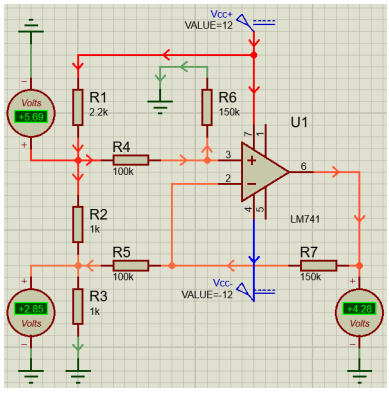 Vcc+
VALUE=12
Volts
+5.69
R1
2.2k
R6
150k
U1
R4
100k
3
2
7
1
6
4
5
LM741
R2
1k
R5
100k
R7
150k
Vcc-
VALUE=-12
+2.85
Volts
R3
1k
+4.28
Volts